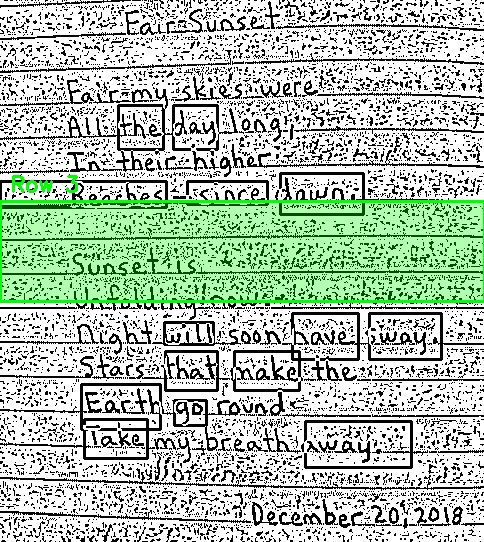 Fair Sunset
Fair my skies were
All the day long,
In their higher
Row 3
Reaches - since dawn.
Sunset is
Unfolding now.
Night will soon have way.
Stars that make the
Earth go round
Take my breath away.
December 20, 2018